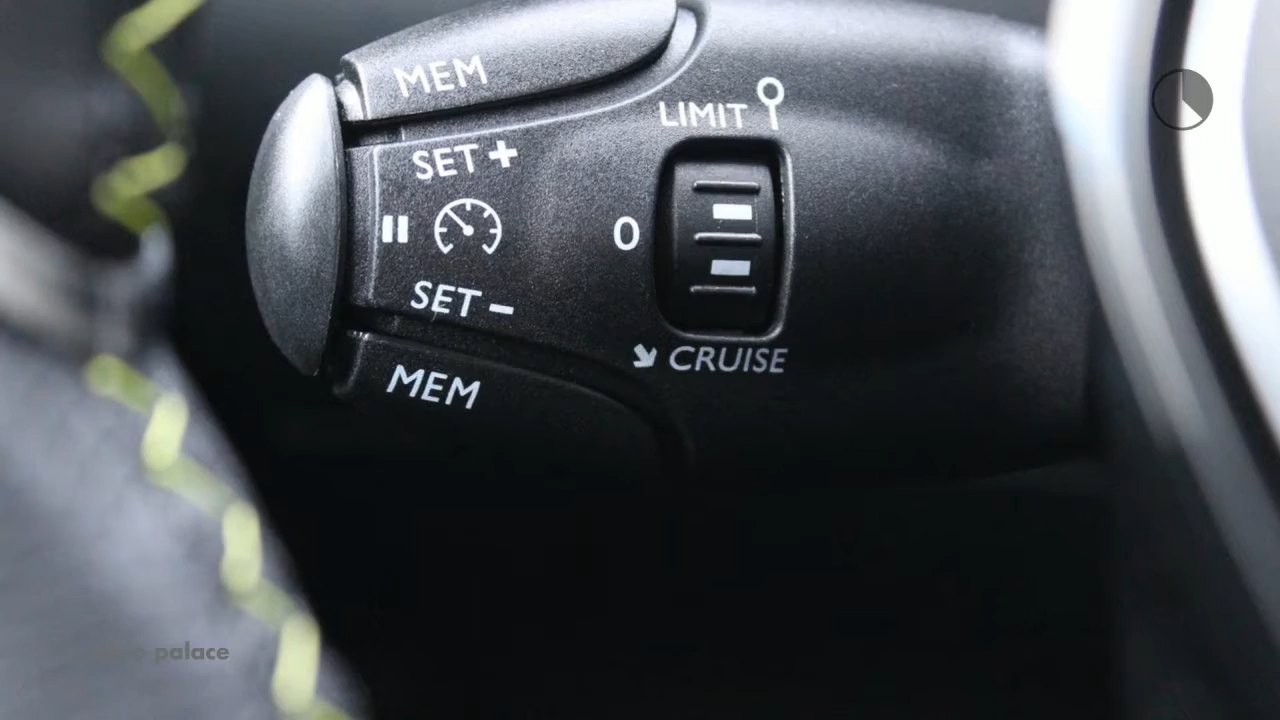 MEM
LIMIT
SET +
0
SET -
CRUISE
MEM
palace